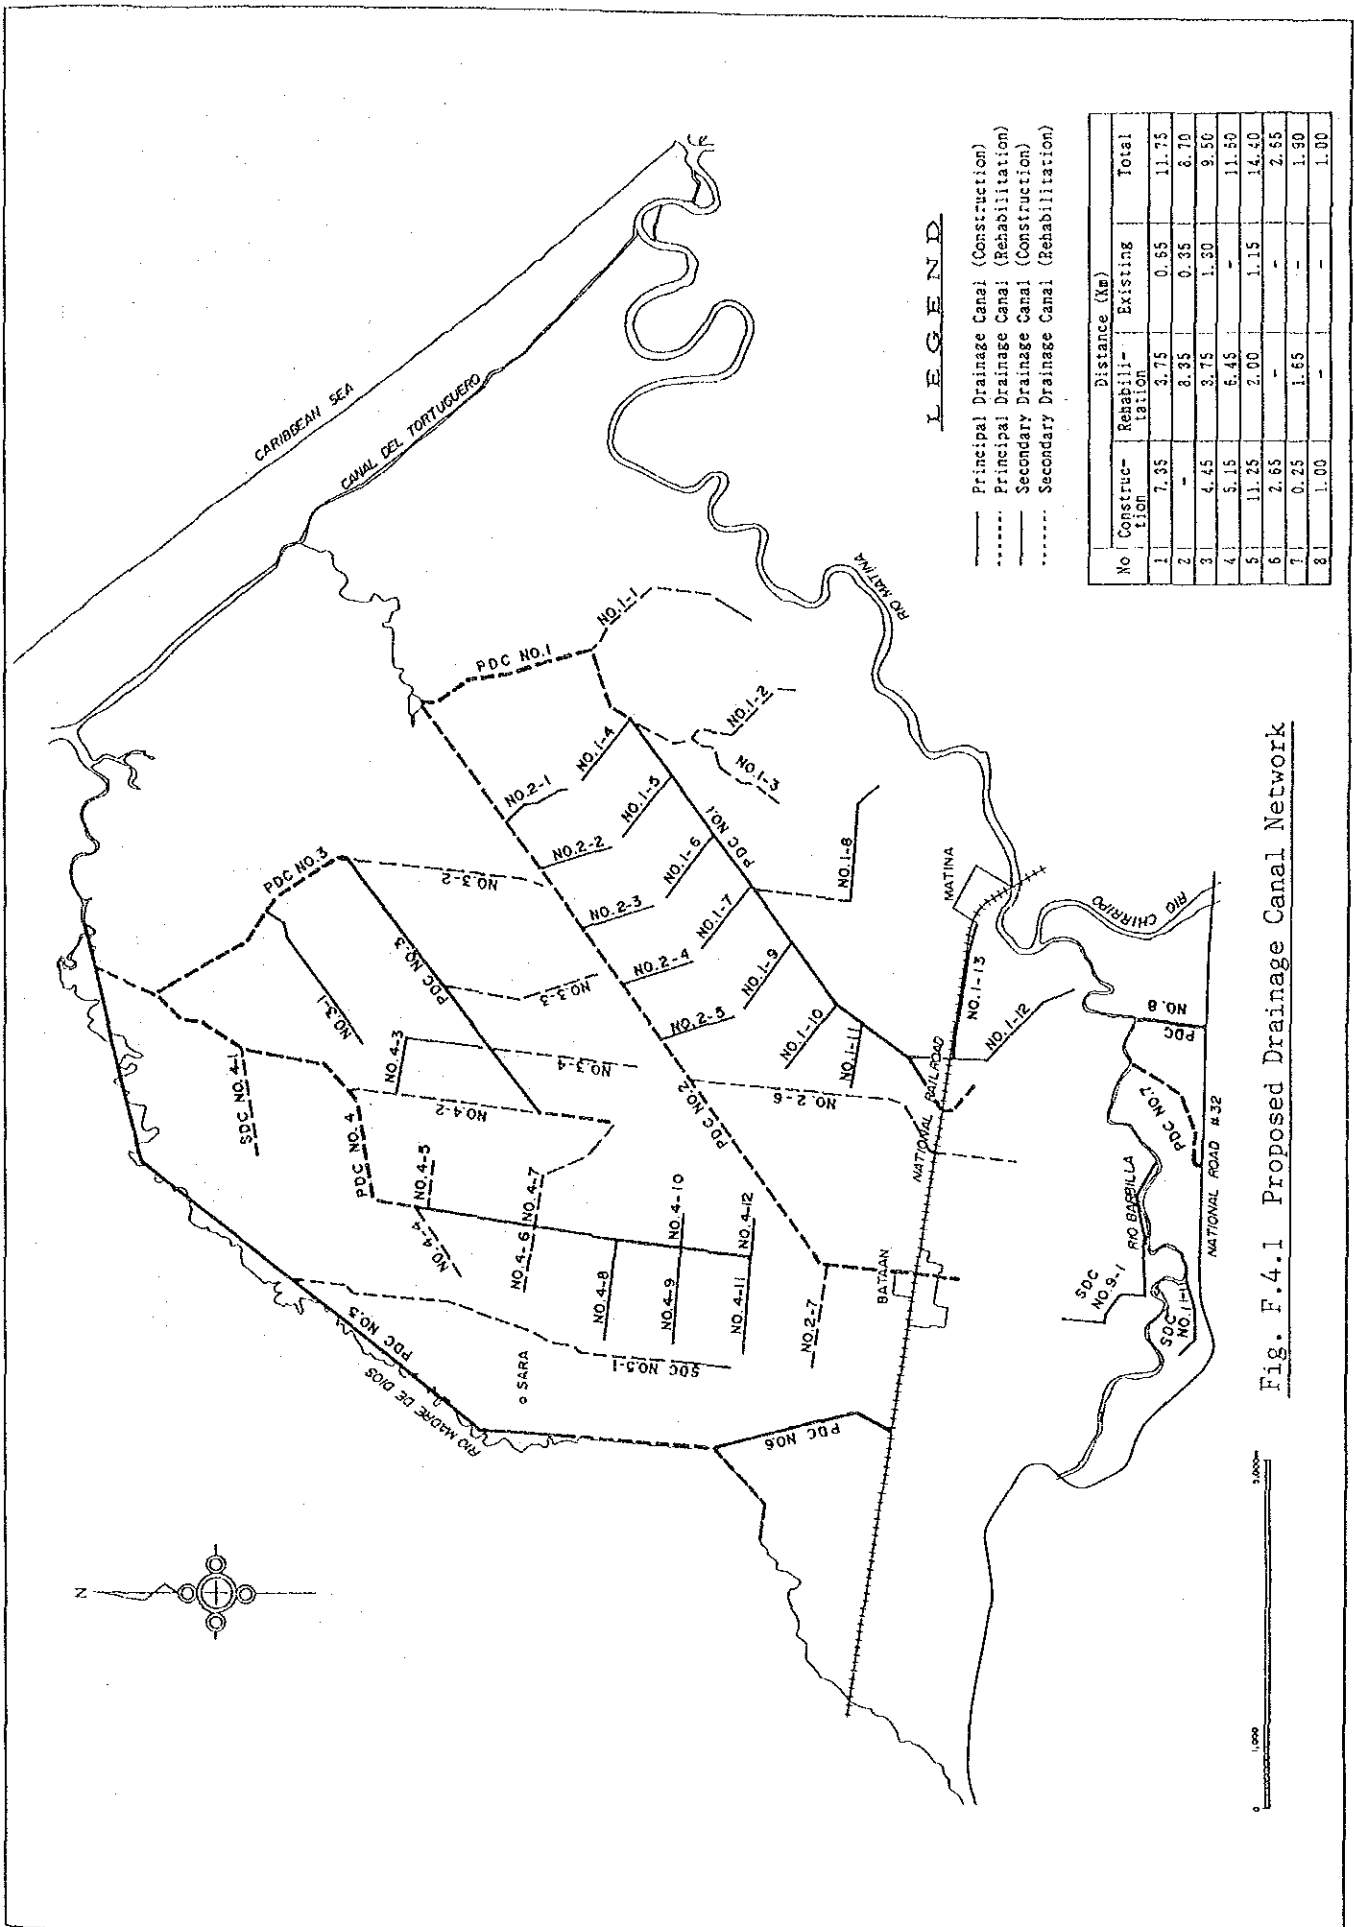 N
CARIBBEAN SEA
CANAL DEL TORTUGUERO
PDC NO.3
NO.3-2
NO.3-1
PDC NO.3
NO.3-3
NO.3-4
SDC NO.4-1
PDC NO.4
NO.4-3
NO.4-2
NO.4-5
NO.4-4
NO.4-6
NO.4-7
NO.4-8
NO.4-10
NO.4-9
NO.4-12
NO.4-11
PDC NO.5
SDC NO.5-1
RIO MADRE DE DIOS
SARA
PDC NO.6
PDC NO.1
NO.1-1
NO.1-2
NO.1-3
NO.1-4
NO.1-5
NO.1-6
PDC NO.1
NO.1-7
NO.1-8
NO.1-9
NO.1-10
NO.1-11
NO.1-12
NO.1-13
NO.2-1
NO.2-2
NO.2-3
NO.2-4
NO.2-5
PDC NO.2
NO.2-6
NO.2-7
BATAAN
NATIONAL RAILROAD
MATINA
RIO MATINA
RIO CHIRRIPO
PDC NO.8
PDC NO.7
RIO BARBILLA
SDC NO.9-1
SDC NO.11-1
NATIONAL ROAD #32
LEGEND
Principal Drainage Canal (Construction)
Principal Drainage Canal (Rehabilitation)
Secondary Drainage Canal (Construction)
Secondary Drainage Canal (Rehabilitation)
Distance (Km)
No Construc-tion Rehabili-tation Existing Total
1 7.35 3.75 0.65 11.75
2 - 8.35 0.35 8.70
3 4.45 3.75 1.30 9.50
4 5.15 6.45 - 11.60
5 11.25 2.00 1.15 14.40
6 2.65 - - 2.65
7 0.25 1.65 - 1.90
8 1.00 - - 1.00
0 1,000
Fig. F.4.1 Proposed Drainage Canal Network